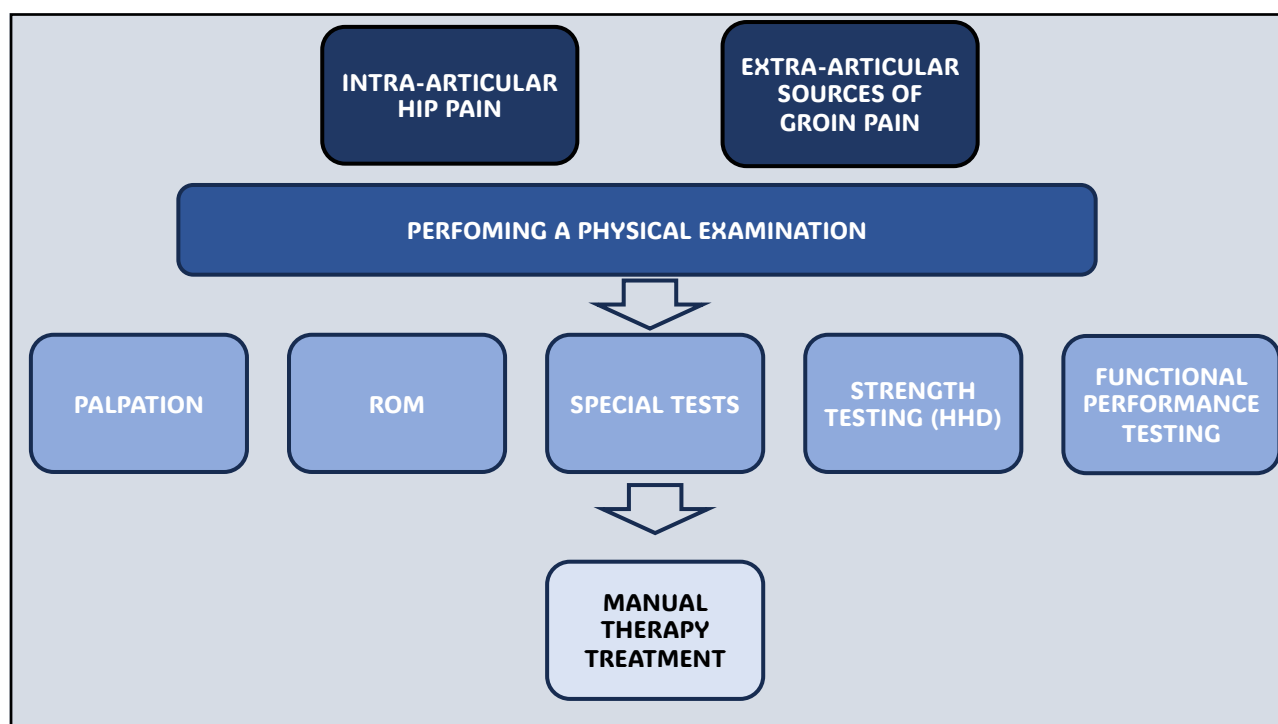 INTRA-ARTICULAR
HIP PAIN
EXTRA-ARTICULAR
SOURCES OF
GROIN PAIN
PERFOMING A PHYSICAL EXAMINATION
PALPATION
ROM
SPECIAL TESTS
STRENGTH
TESTING (HHD)
FUNCTIONAL
PERFORMANCE
TESTING
MANUAL
THERAPY
TREATMENT